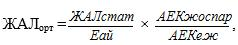 ЖАЛорт = ЖАЛстат / Еай × АЕКжоспар / АЕКеж,